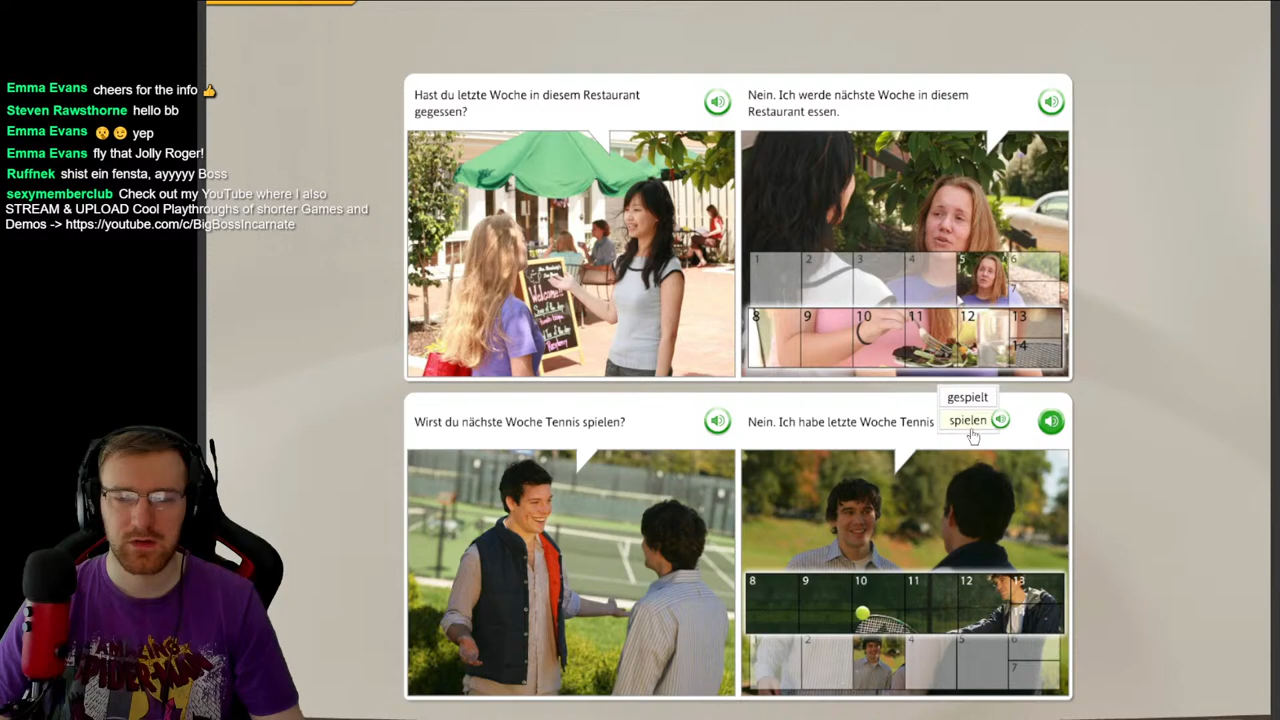 Emma Evans cheers for the info 👍
Steven Rawsthorne hello bb
Emma Evans 😢 😉 yep
Emma Evans fly that Jolly Roger!
Ruffnek shist ein fensta, ayyyyy Boss
sexymemberclub Check out my YouTube where I also
STREAM & UPLOAD Cool Playthroughs of shorter Games and
Demos -> https://youtube.com/c/BigBossIncarnate
Hast du letzte Woche in diesem Restaurant
gegessen?
Nein. Ich werde nächste Woche in diesem
Restaurant essen.
Welcome!
1 2 3 4 5 6
7
8 9 10 11 12 13
14
gespielt
Wirst du nächste Woche Tennis spielen?
Nein. Ich habe letzte Woche Tennis spielen
8 9 10 11 12 13
2 4 5 6
7
AMAZING
SPIDER-MAN